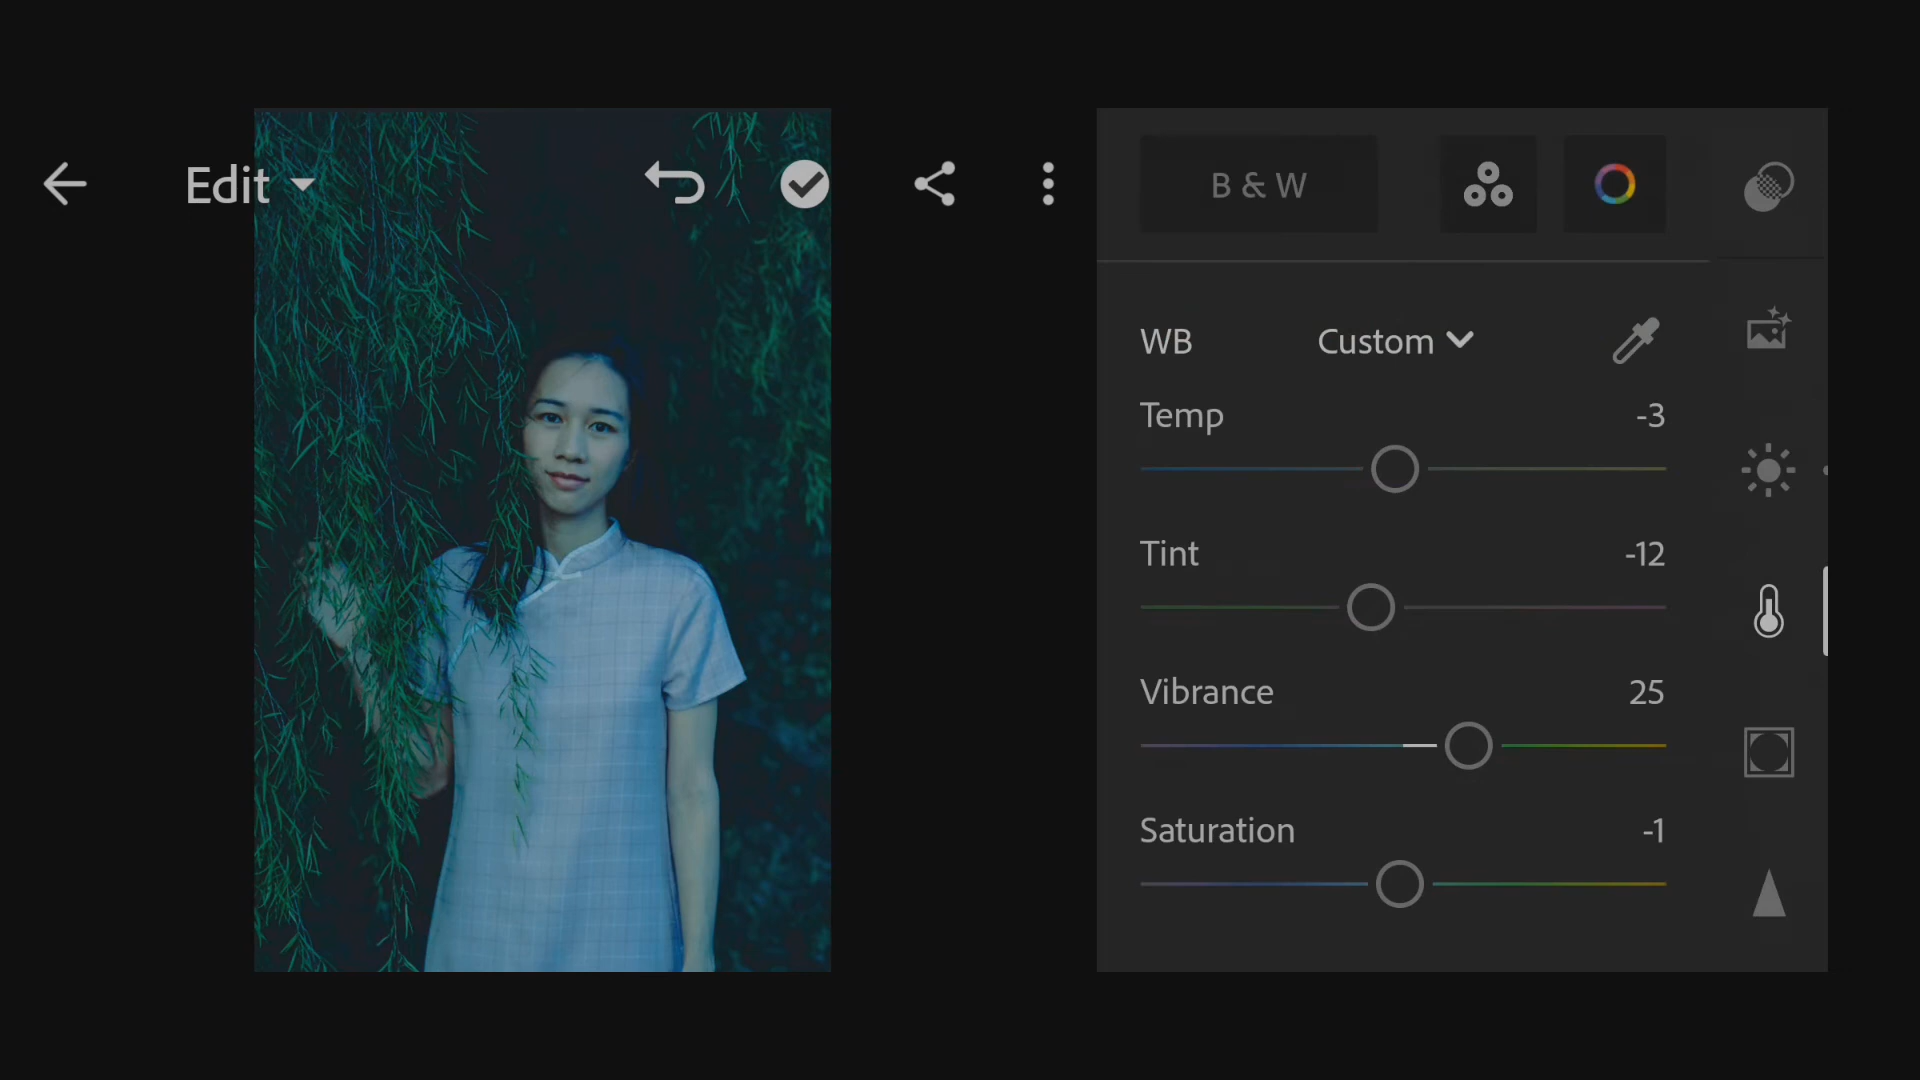 Edit
B & W
WB Custom
Temp -3
Tint -12
Vibrance 25
Saturation -1